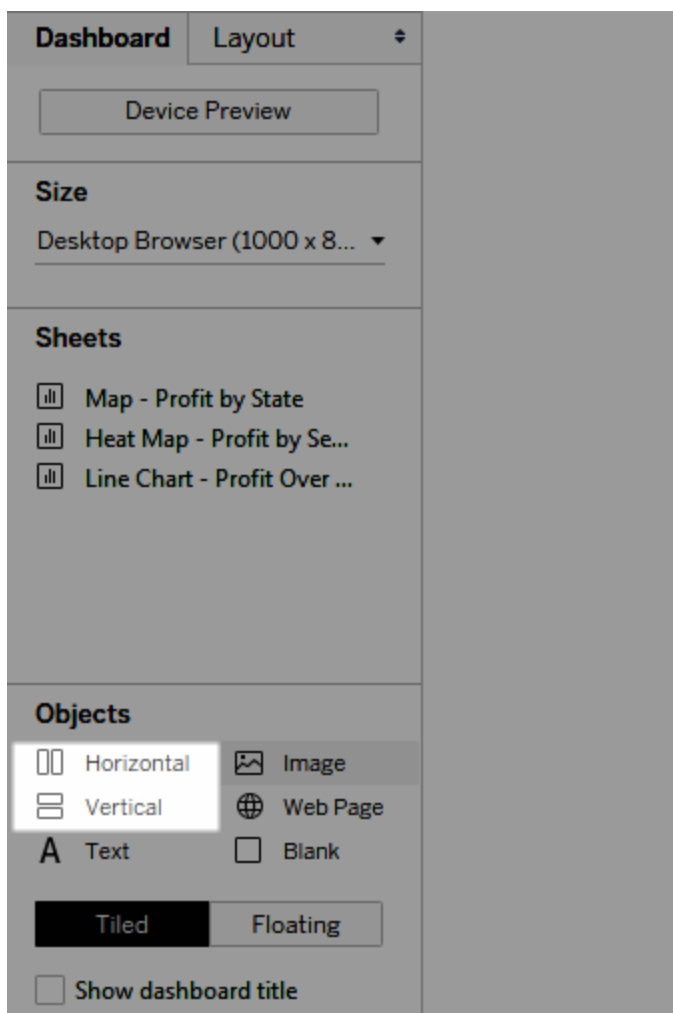 Dashboard Layout
Device Preview
Size
Desktop Browser (1000 x 8...
Sheets
Map - Profit by State
Heat Map - Profit by Se...
Line Chart - Profit Over ...
Objects
Horizontal Image
Vertical Web Page
A Text Blank
Tiled Floating
Show dashboard title